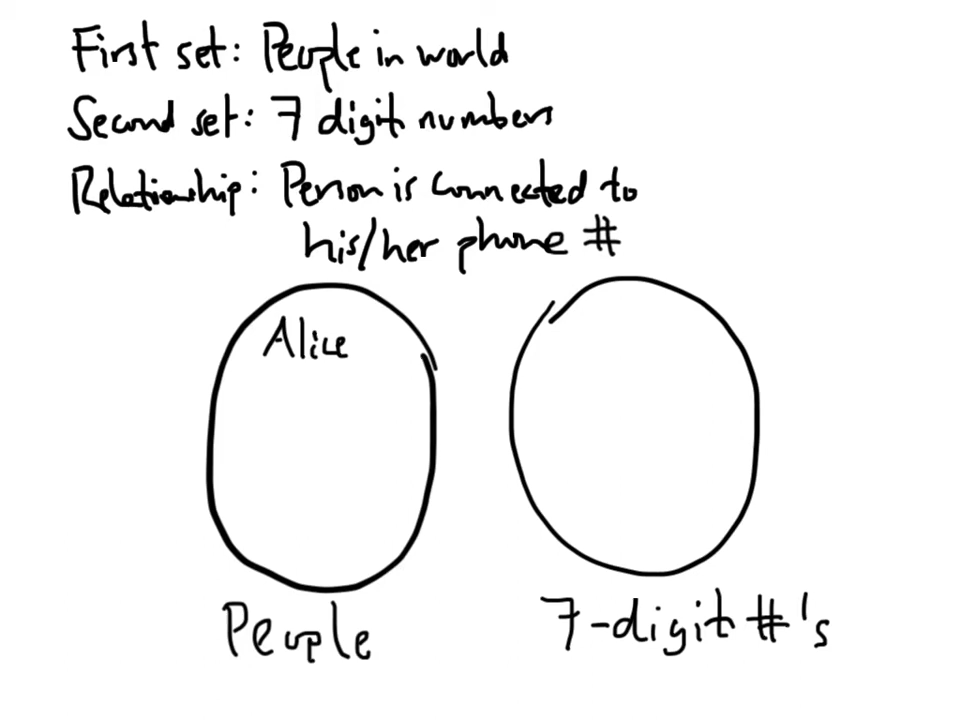 First set: People in world
Second set: 7 digit numbers
Relationship: Person is connected to
his/her phone #
Alice
People
7-digit #'s